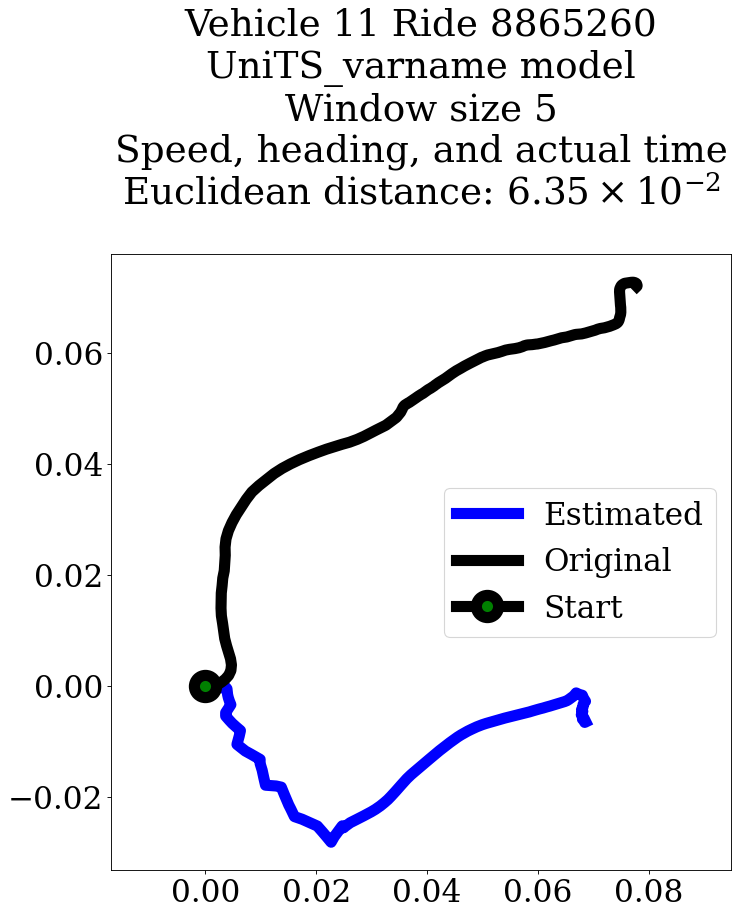 Vehicle 11 Ride 8865260
UniTS_varname model
Window size 5
Speed, heading, and actual time
Euclidean distance: 6.35 × 10⁻²
0.06
0.04
0.02
0.00
−0.02
Estimated
Original
Start
0.00 0.02 0.04 0.06 0.08